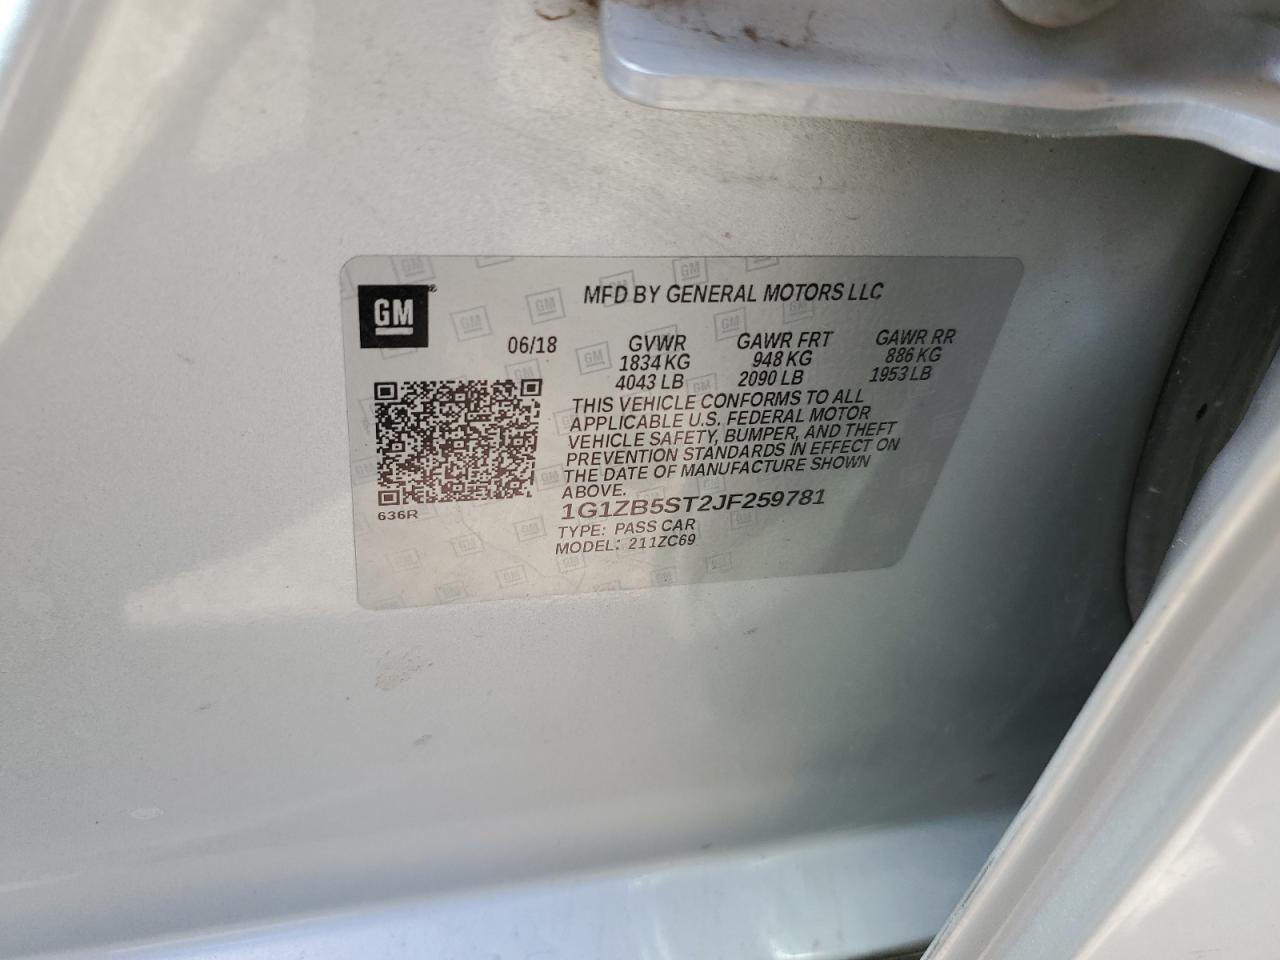 GM
MFD BY GENERAL MOTORS LLC
06/18 GVWR GAWR FRT GAWR RR
1834 KG 948 KG 886 KG
4043 LB 2090 LB 1953 LB
THIS VEHICLE CONFORMS TO ALL
APPLICABLE U.S. FEDERAL MOTOR
VEHICLE SAFETY, BUMPER, AND THEFT
PREVENTION STANDARDS IN EFFECT ON
THE DATE OF MANUFACTURE SHOWN
ABOVE.
636R
1G1ZB5ST2JF259781
TYPE: PASS CAR
MODEL: 211ZC69